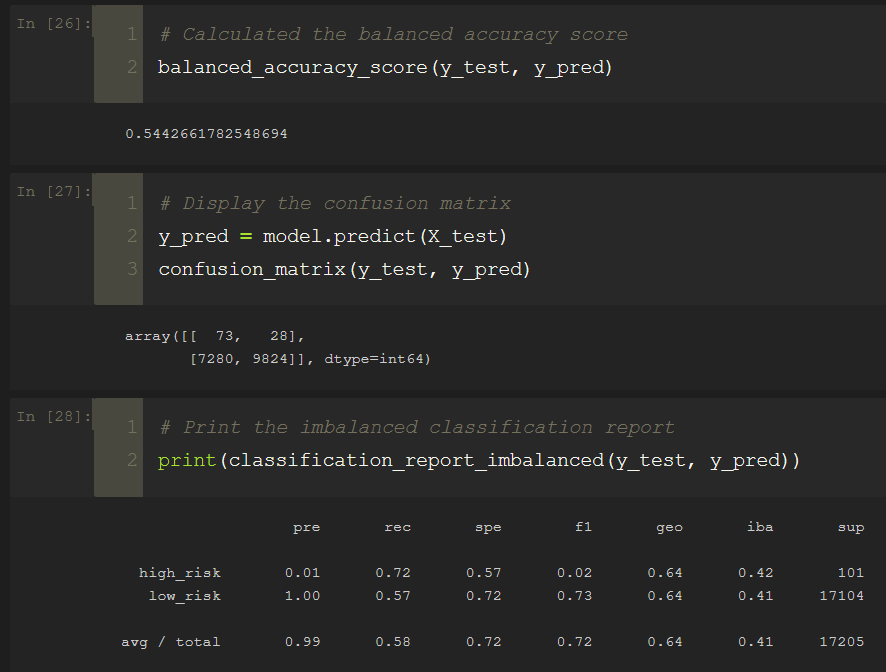 In [26]:
1 # Calculated the balanced accuracy score
2 balanced_accuracy_score(y_test, y_pred)
0.5442661782548694
In [27]:
1 # Display the confusion matrix
2 y_pred = model.predict(X_test)
3 confusion_matrix(y_test, y_pred)
array([[  73,   28],
       [7280, 9824]], dtype=int64)
In [28]:
1 # Print the imbalanced classification report
2 print(classification_report_imbalanced(y_test, y_pred))
pre rec spe f1 geo iba sup
high_risk 0.01 0.72 0.57 0.02 0.64 0.42 101
low_risk 1.00 0.57 0.72 0.73 0.64 0.41 17104
avg / total 0.99 0.58 0.72 0.72 0.64 0.41 17205